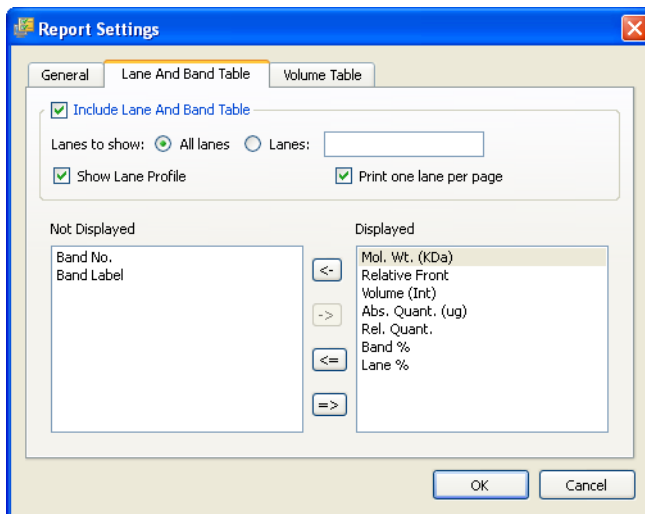 Report Settings
General Lane And Band Table Volume Table
Include Lane And Band Table
Lanes to show: All lanes Lanes:
Show Lane Profile Print one lane per page
Not Displayed Displayed
Band No.
Band Label
<-
->
<=
=>
Mol. Wt. (KDa)
Relative Front
Volume (Int)
Abs. Quant. (ug)
Rel. Quant.
Band %
Lane %
OK Cancel